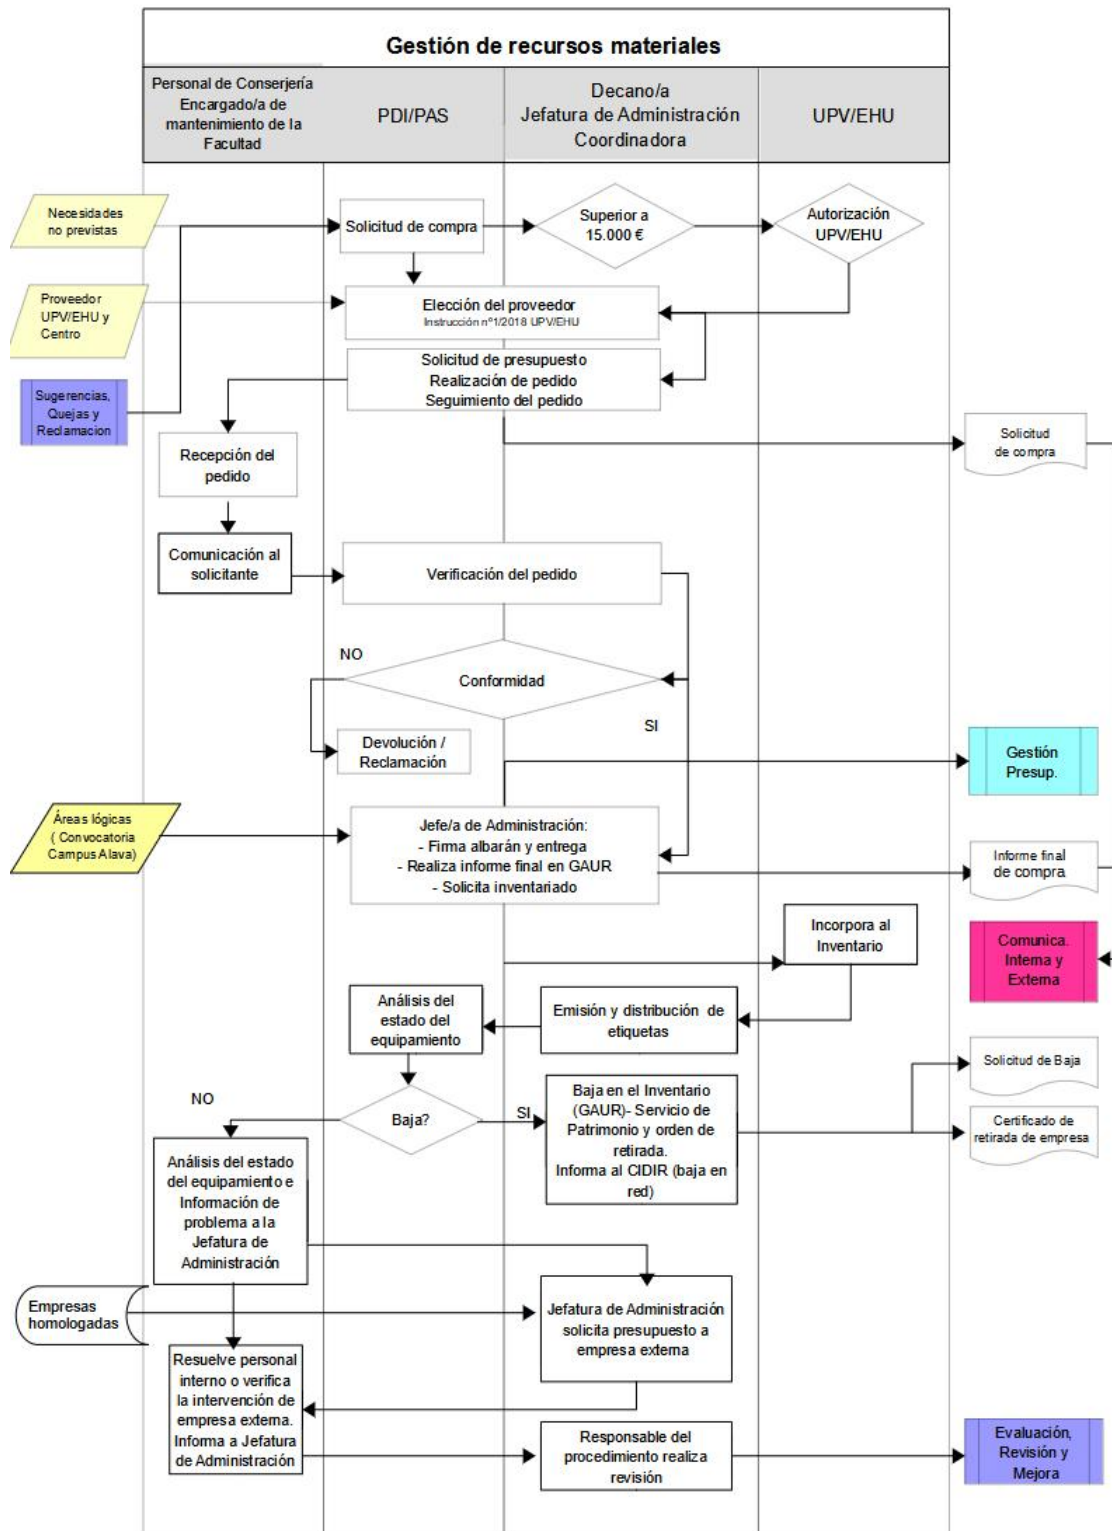 Gestión de recursos materiales
Personal de Conserjería
Encargado/a de
mantenimiento de la
Facultad
PDI/PAS
Decano/a
Jefatura de Administración
Coordinadora
UPV/EHU
Necesidades
no previstas
Solicitud de compra
Superior a
15.000 €
Autorización
UPV/EHU
Proveedor
UPV/EHU y
Centro
Elección del proveedor
Instrucción nº1/2018 UPV/EHU
Solicitud de presupuesto
Realización de pedido
Seguimiento del pedido
Sugerencias,
Quejas y
Reclamacion
Recepción del
pedido
Solicitud
de compra
Comunicación al
solicitante
Verificación del pedido
NO
Conformidad
SI
Devolución /
Reclamación
Gestión
Presup.
Áreas lógicas
( Convocatoria
Campus Alava)
Jefe/a de Administración:
- Firma albarán y entrega
- Realiza informe final en GAUR
- Solicita inventariado
Informe final
de compra
Incorpora al
Inventario
Comunica.
Interna y
Externa
Análisis del
estado del
equipamiento
Emisión y distribución de
etiquetas
Solicitud de Baja
NO
Baja?
SI
Baja en el Inventario
(GAUR)- Servicio de
Patrimonio y orden de
retirada.
Informa al CIDIR (baja en
red)
Certificado de
retirada de empresa
Análisis del estado
del equipamiento e
Información de
problema a la
Jefatura de
Administración
Empresas
homologadas
Jefatura de Administración
solicita presupuesto a
empresa externa
Resuelve personal
interno o verifica
la intervención de
empresa externa.
Informa a Jefatura
de Administración
Responsable del
procedimiento realiza
revisión
Evaluación,
Revisión y
Mejora